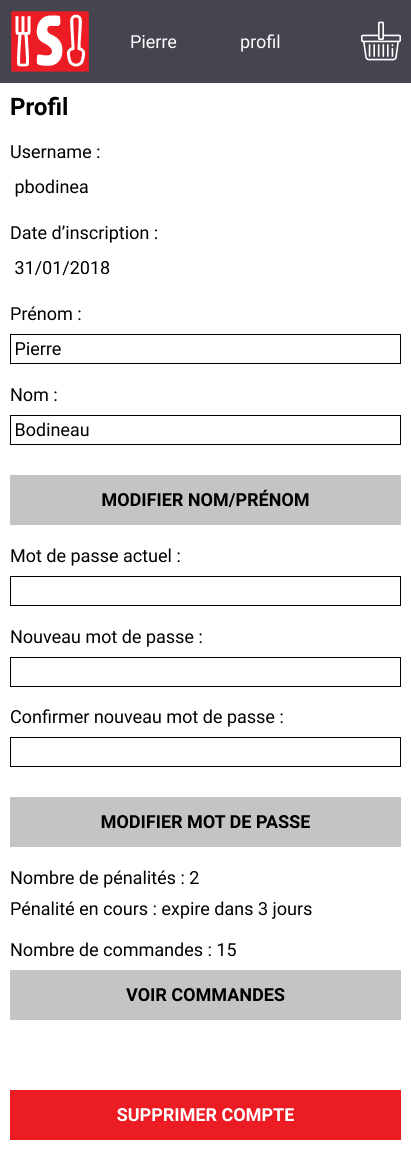 S
Pierre
profil
Profil
Username :
pbodinea
Date d’inscription :
31/01/2018
Prénom :
Pierre
Nom :
Bodineau
MODIFIER NOM/PRÉNOM
Mot de passe actuel :
Nouveau mot de passe :
Confirmer nouveau mot de passe :
MODIFIER MOT DE PASSE
Nombre de pénalités : 2
Pénalité en cours : expire dans 3 jours
Nombre de commandes : 15
VOIR COMMANDES
SUPPRIMER COMPTE